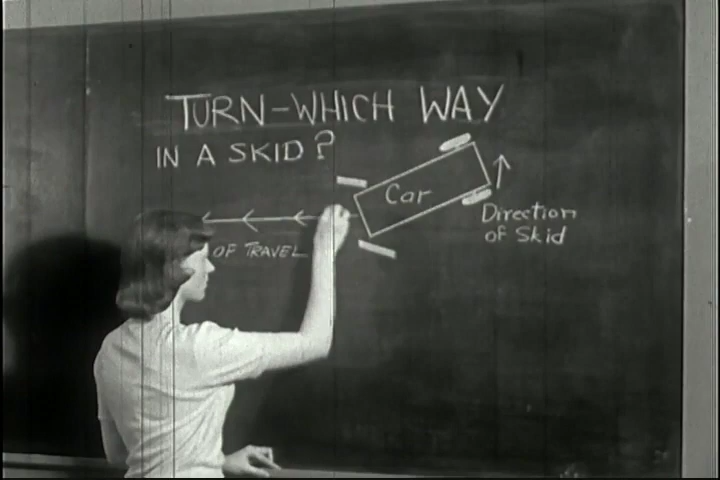 TURN-WHICH WAY
IN A SKID?
Car
Direction
of Skid
OF TRAVEL